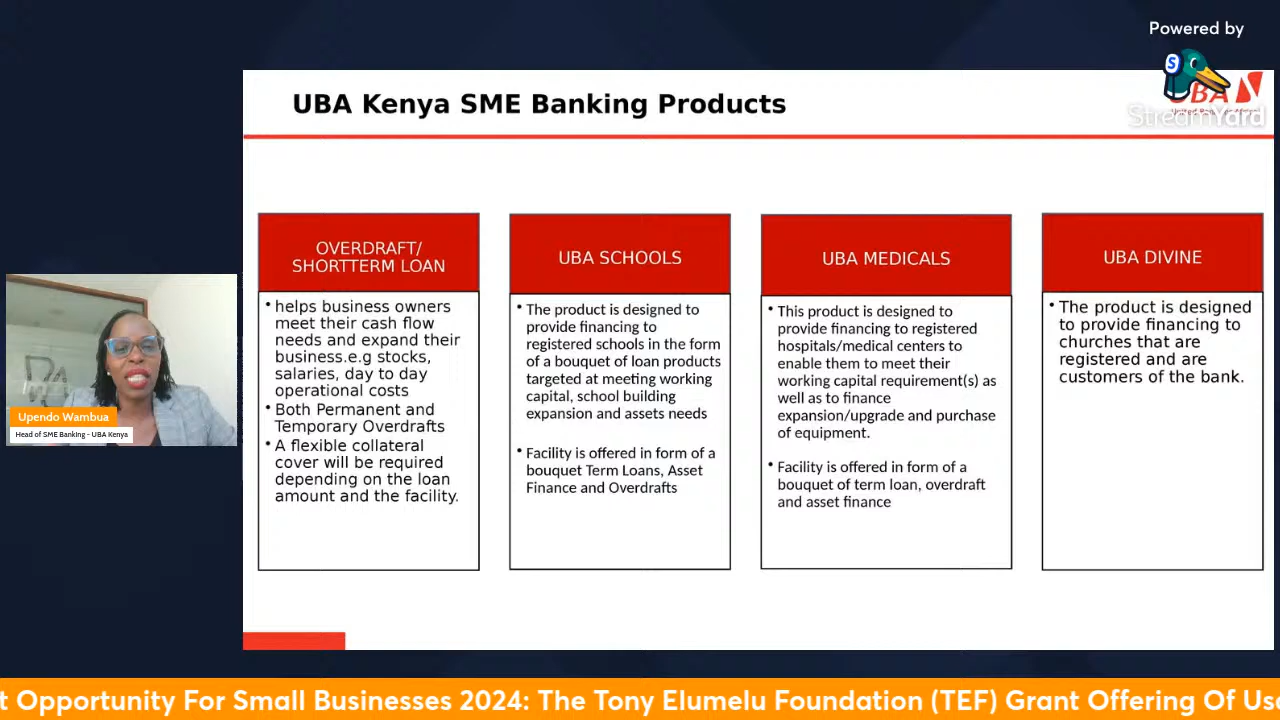 Powered by
StreamYard
UBA Kenya SME Banking Products
UBA
OVERDRAFT/
SHORTTERM LOAN
• helps business owners
meet their cash flow
needs and expand their
business.e.g stocks,
salaries, day to day
operational costs
• Both Permanent and
Temporary Overdrafts
• A flexible collateral
cover will be required
depending on the loan
amount and the facility.
UBA SCHOOLS
• The product is designed to
provide financing to
registered schools in the form
of a bouquet of loan products
targeted at meeting working
capital, school building
expansion and assets needs
• Facility is offered in form of a
bouquet Term Loans, Asset
Finance and Overdrafts
UBA MEDICALS
• This product is designed to
provide financing to registered
hospitals/medical centers to
enable them to meet their
working capital requirement(s) as
well as to finance
expansion/upgrade and purchase
of equipment.
• Facility is offered in form of a
bouquet of term loan, overdraft
and asset finance
UBA DIVINE
• The product is designed
to provide financing to
churches that are
registered and are
customers of the bank.
Upendo Wambua
Head of SME Banking - UBA Kenya
t Opportunity For Small Businesses 2024: The Tony Elumelu Foundation (TEF) Grant Offering Of Us